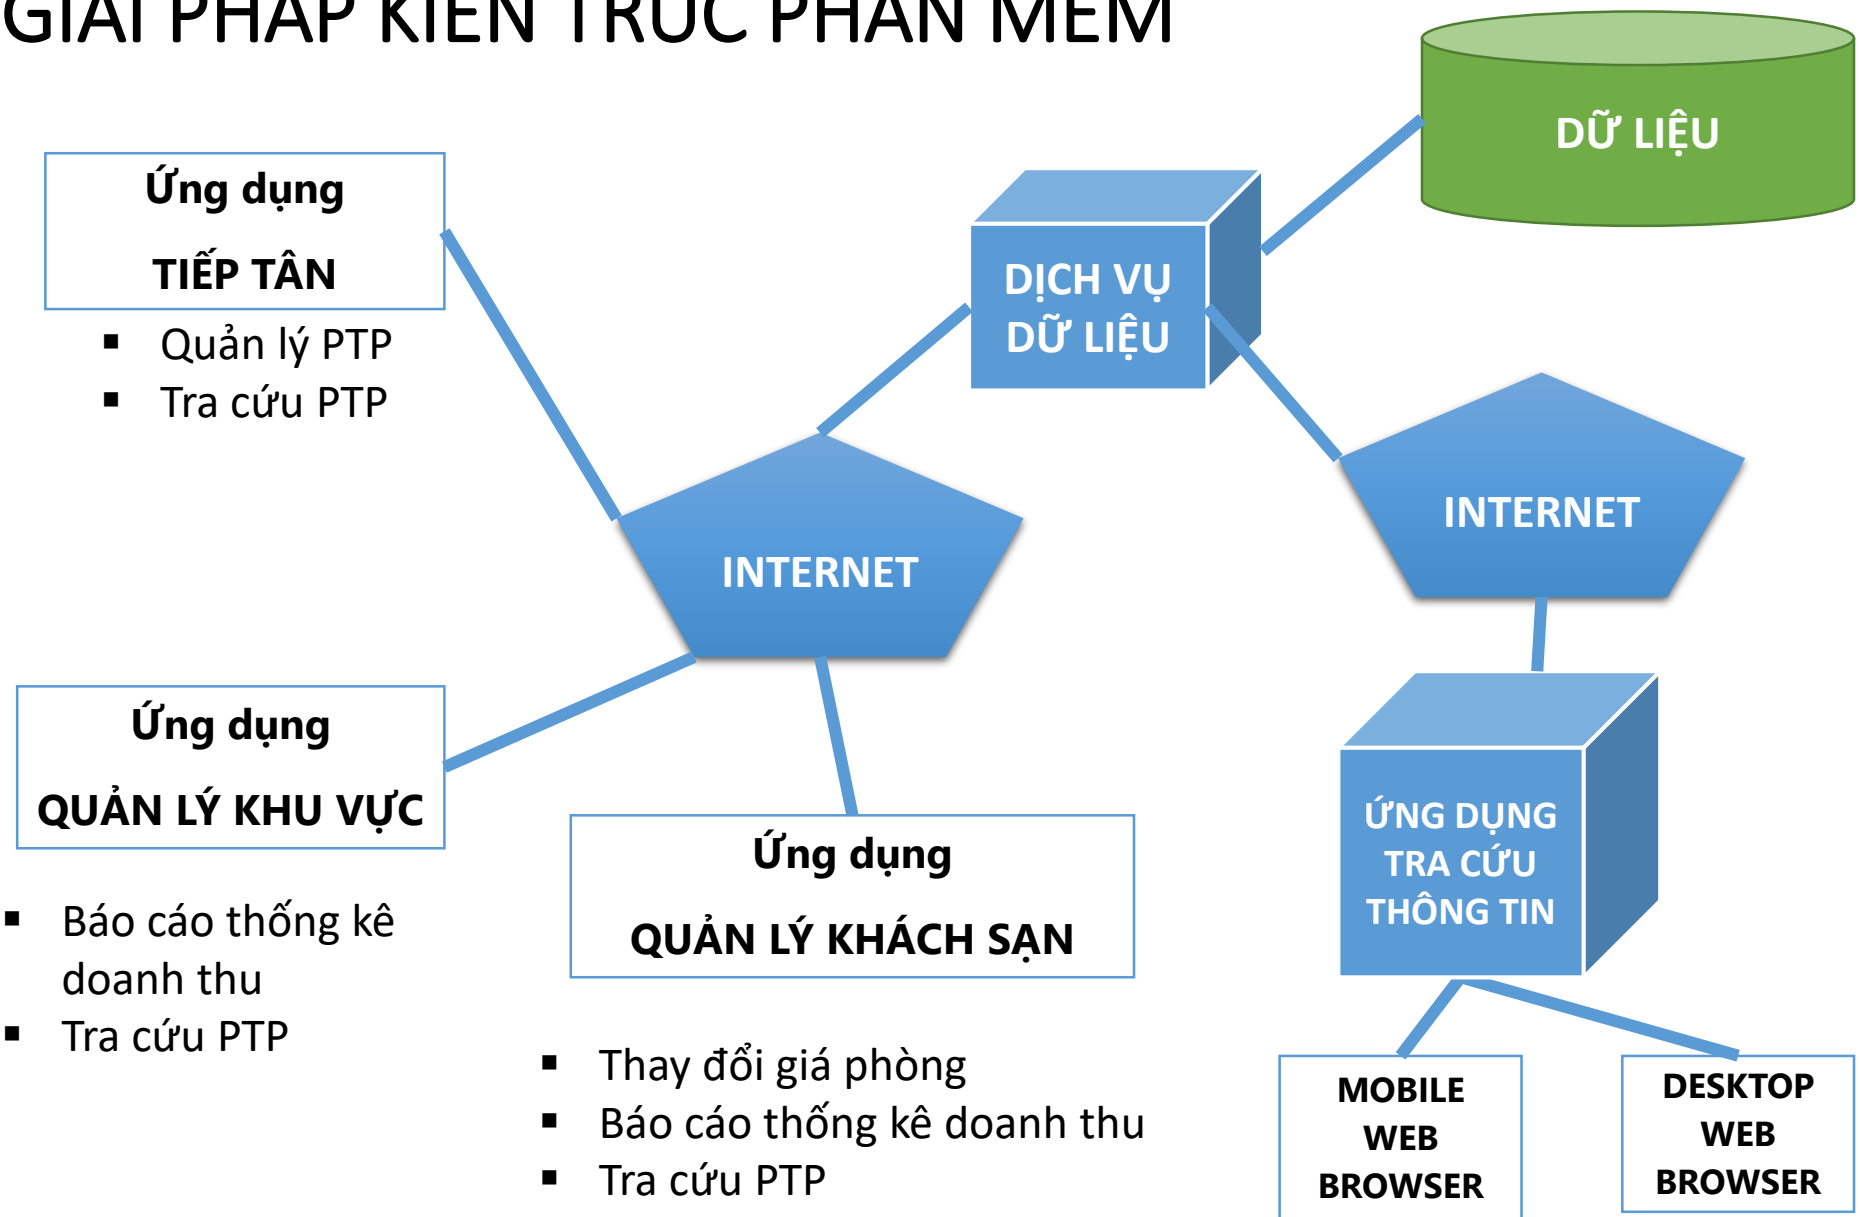 GIẢI PHÁP KIẾN TRÚC PHẦN MỀM
DỮ LIỆU
Ứng dụng
TIẾP TÂN
▪ Quản lý PTP
▪ Tra cứu PTP
DỊCH VỤ
DỮ LIỆU
INTERNET
INTERNET
Ứng dụng
QUẢN LÝ KHU VỰC
▪ Báo cáo thống kê
doanh thu
▪ Tra cứu PTP
Ứng dụng
QUẢN LÝ KHÁCH SẠN
▪ Thay đổi giá phòng
▪ Báo cáo thống kê doanh thu
▪ Tra cứu PTP
ỨNG DỤNG
TRA CỨU
THÔNG TIN
MOBILE
WEB
BROWSER
DESKTOP
WEB
BROWSER